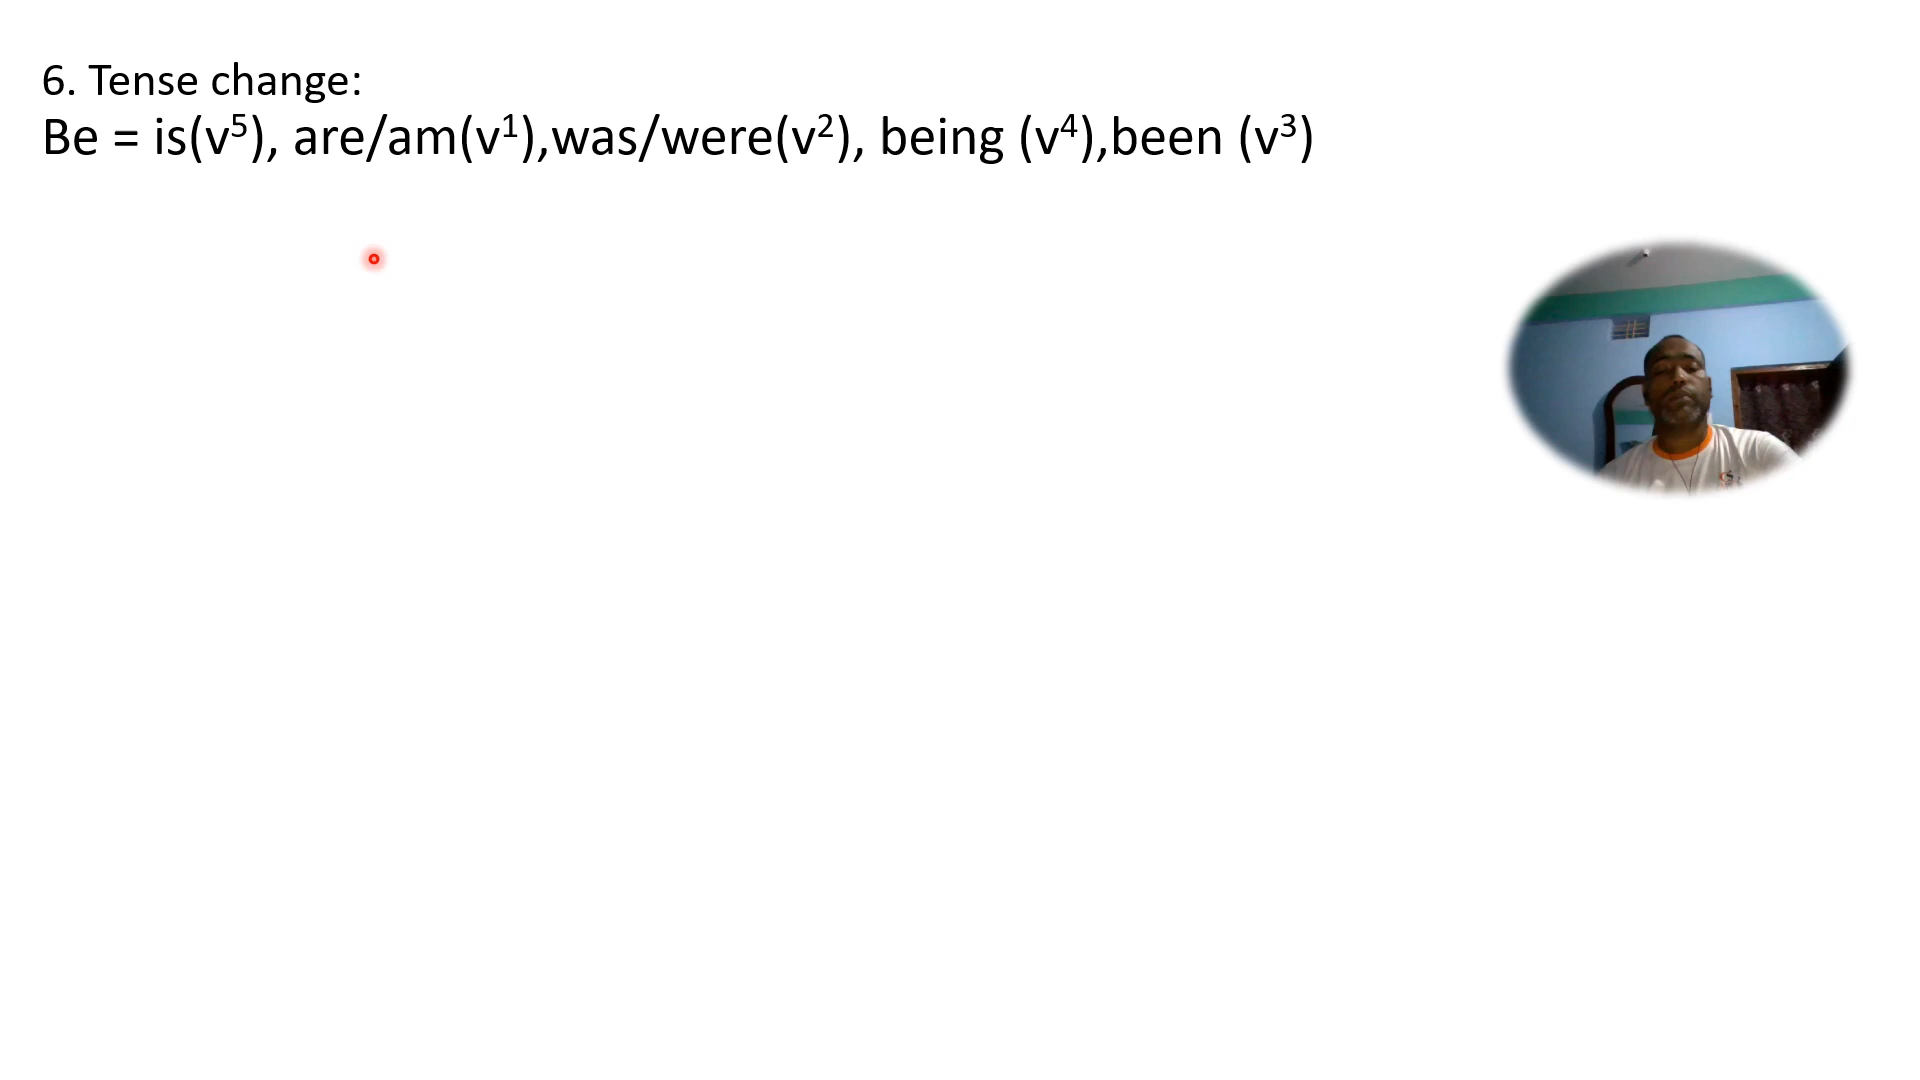 6. Tense change:
Be = is(v⁵), are/am(v¹),was/were(v²), being (v⁴),been (v³)